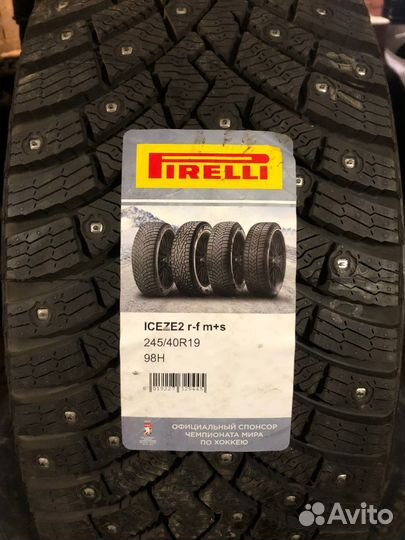 PIRELLI
ICEZE2 r-f m+s
245/40R19
98H
ОФИЦИАЛЬНЫЙ СПОНСОР
ЧЕМПИОНАТА МИРА
ПО ХОККЕЮ
Avito